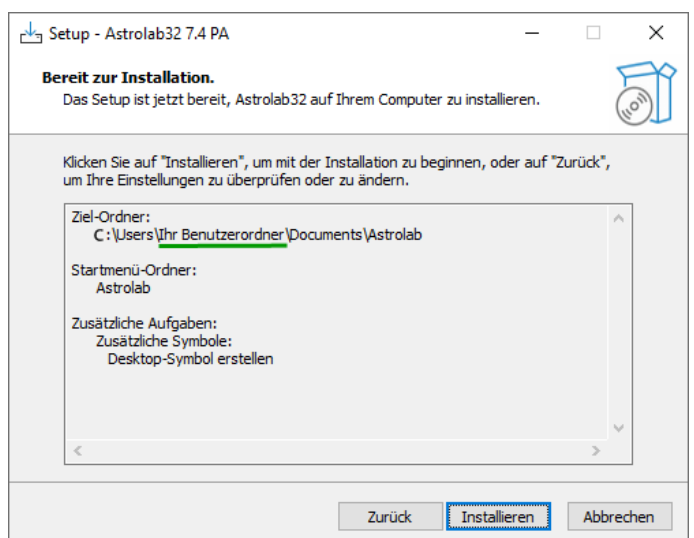 Setup - Astrolab32 7.4 PA
Bereit zur Installation.
Das Setup ist jetzt bereit, Astrolab32 auf Ihrem Computer zu installieren.
Klicken Sie auf "Installieren", um mit der Installation zu beginnen, oder auf "Zurück",
um Ihre Einstellungen zu überprüfen oder zu ändern.
Ziel-Ordner:
C:\Users\Ihr Benutzerordner\Documents\Astrolab
Startmenü-Ordner:
Astrolab
Zusätzliche Aufgaben:
Zusätzliche Symbole:
Desktop-Symbol erstellen
Zurück Installieren Abbrechen